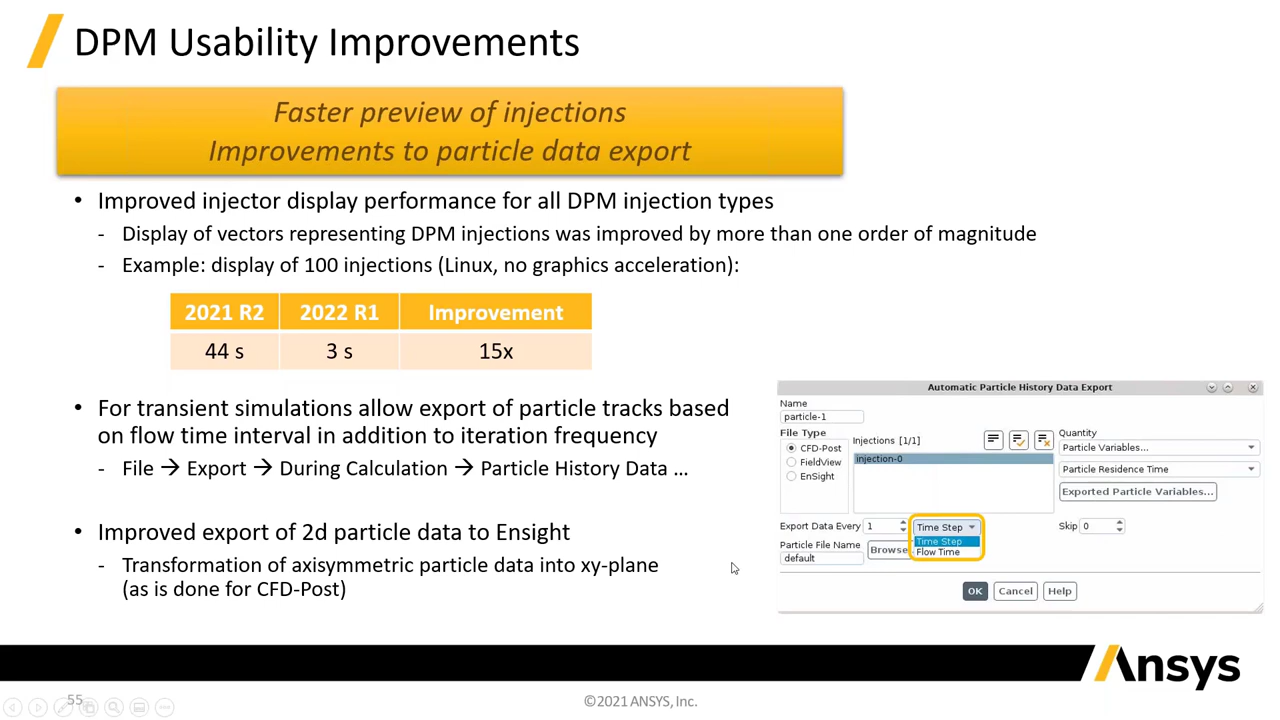 DPM Usability Improvements
Faster preview of injections
Improvements to particle data export
• Improved injector display performance for all DPM injection types
- Display of vectors representing DPM injections was improved by more than one order of magnitude
- Example: display of 100 injections (Linux, no graphics acceleration):
2021 R2 2022 R1 Improvement
44 s 3 s 15x
• For transient simulations allow export of particle tracks based
on flow time interval in addition to iteration frequency
- File → Export → During Calculation → Particle History Data …
• Improved export of 2d particle data to Ensight
- Transformation of axisymmetric particle data into xy-plane
(as is done for CFD-Post)
Automatic Particle History Data Export
Name
particle-1
File Type
CFD-Post
FieldView
EnSight
Injections [1/1]
injection-0
Quantity
Particle Variables...
Particle Residence Time
Exported Particle Variables...
Export Data Every 1 Time Step Skip 0
Time Step
Flow Time
Particle File Name
default
Browse
OK Cancel Help
Ansys
55
©2021 ANSYS, Inc.